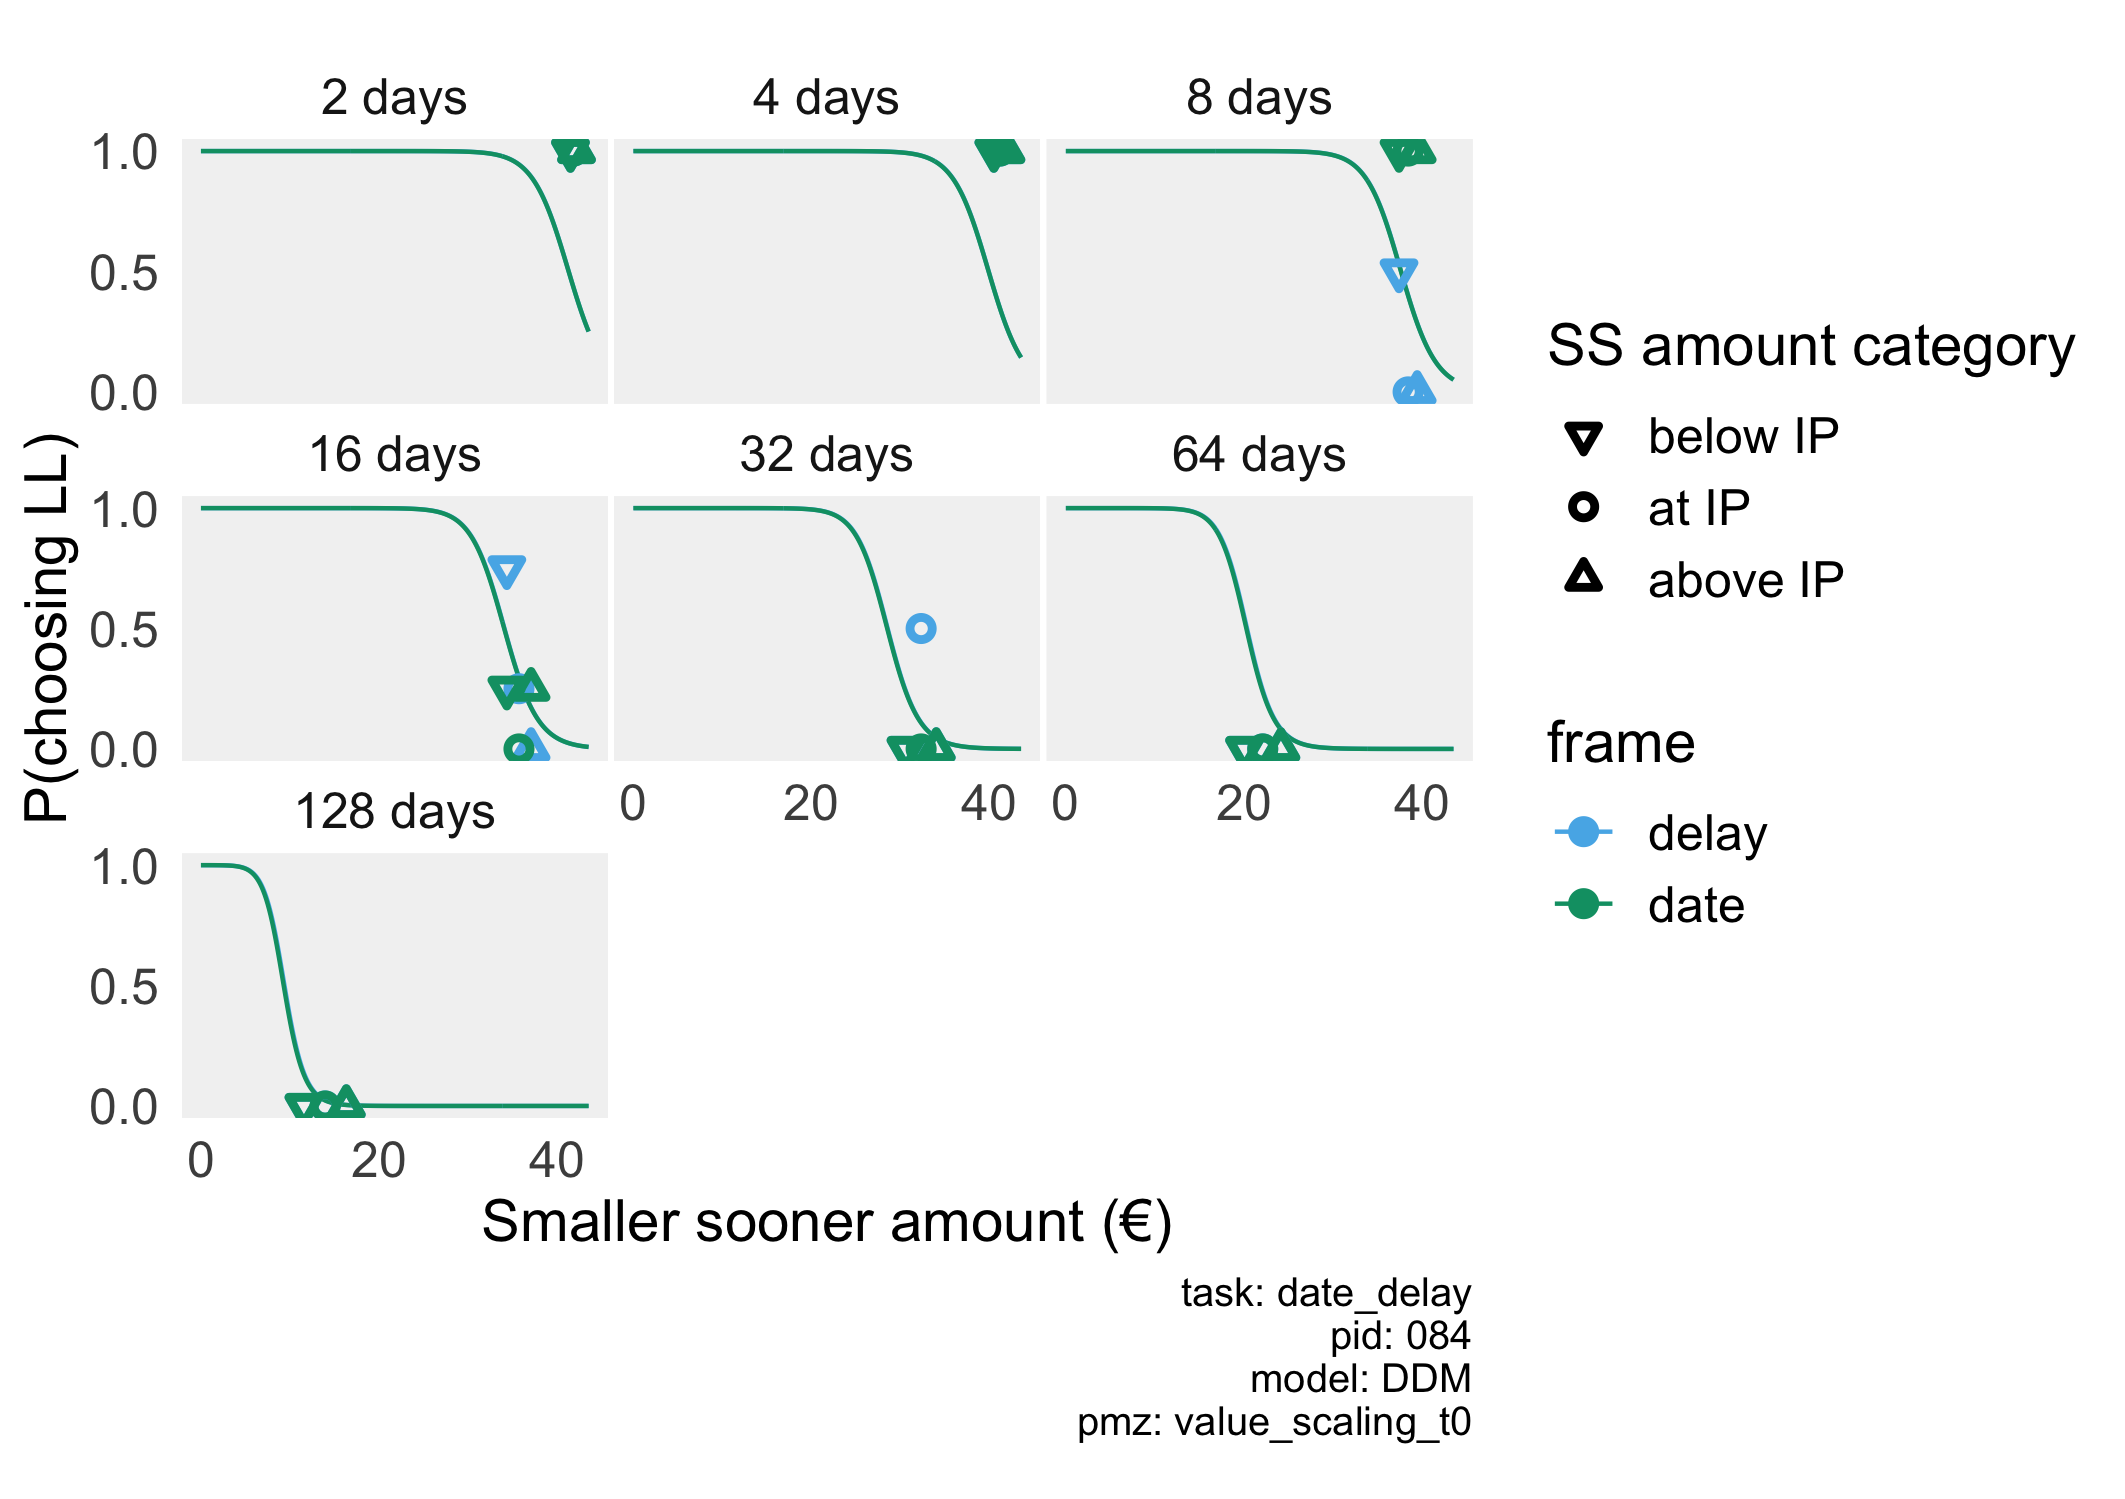 2 days
4 days
8 days
1.0
0.5
0.0
16 days
32 days
64 days
1.0
0.5
0.0
0
20
40
0
20
40
128 days
1.0
0.5
0.0
0
20
40
P(choosing LL)
Smaller sooner amount (€)
SS amount category
below IP
at IP
above IP
frame
delay
date
task: date_delay
pid: 084
model: DDM
pmz: value_scaling_t0